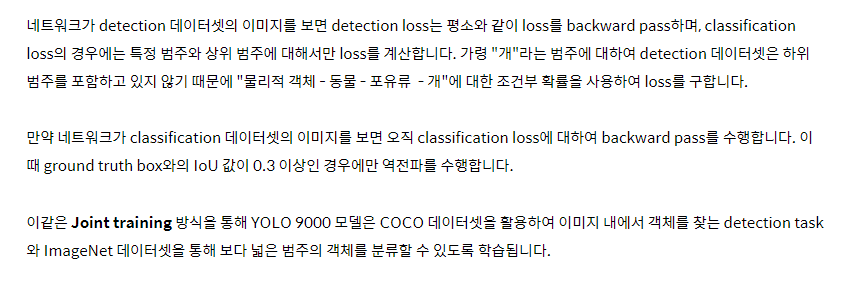 네트워크가 detection 데이터셋의 이미지를 보면 detection loss는 평소와 같이 loss를 backward pass하며, classification
loss의 경우에는 특정 범주와 상위 범주에 대해서만 loss를 계산합니다. 가령 "개"라는 범주에 대하여 detection 데이터셋은 하위
범주를 포함하고 있지 않기 때문에 "물리적 객체 - 동물 - 포유류 - 개"에 대한 조건부 확률을 사용하여 loss를 구합니다.
만약 네트워크가 classification 데이터셋의 이미지를 보면 오직 classification loss에 대하여 backward pass를 수행합니다. 이
때 ground truth box와의 IoU 값이 0.3 이상인 경우에만 역전파를 수행합니다.
이같은 Joint training 방식을 통해 YOLO 9000 모델은 COCO 데이터셋을 활용하여 이미지 내에서 객체를 찾는 detection task
와 ImageNet 데이터셋을 통해 보다 넓은 범주의 객체를 분류할 수 있도록 학습됩니다.